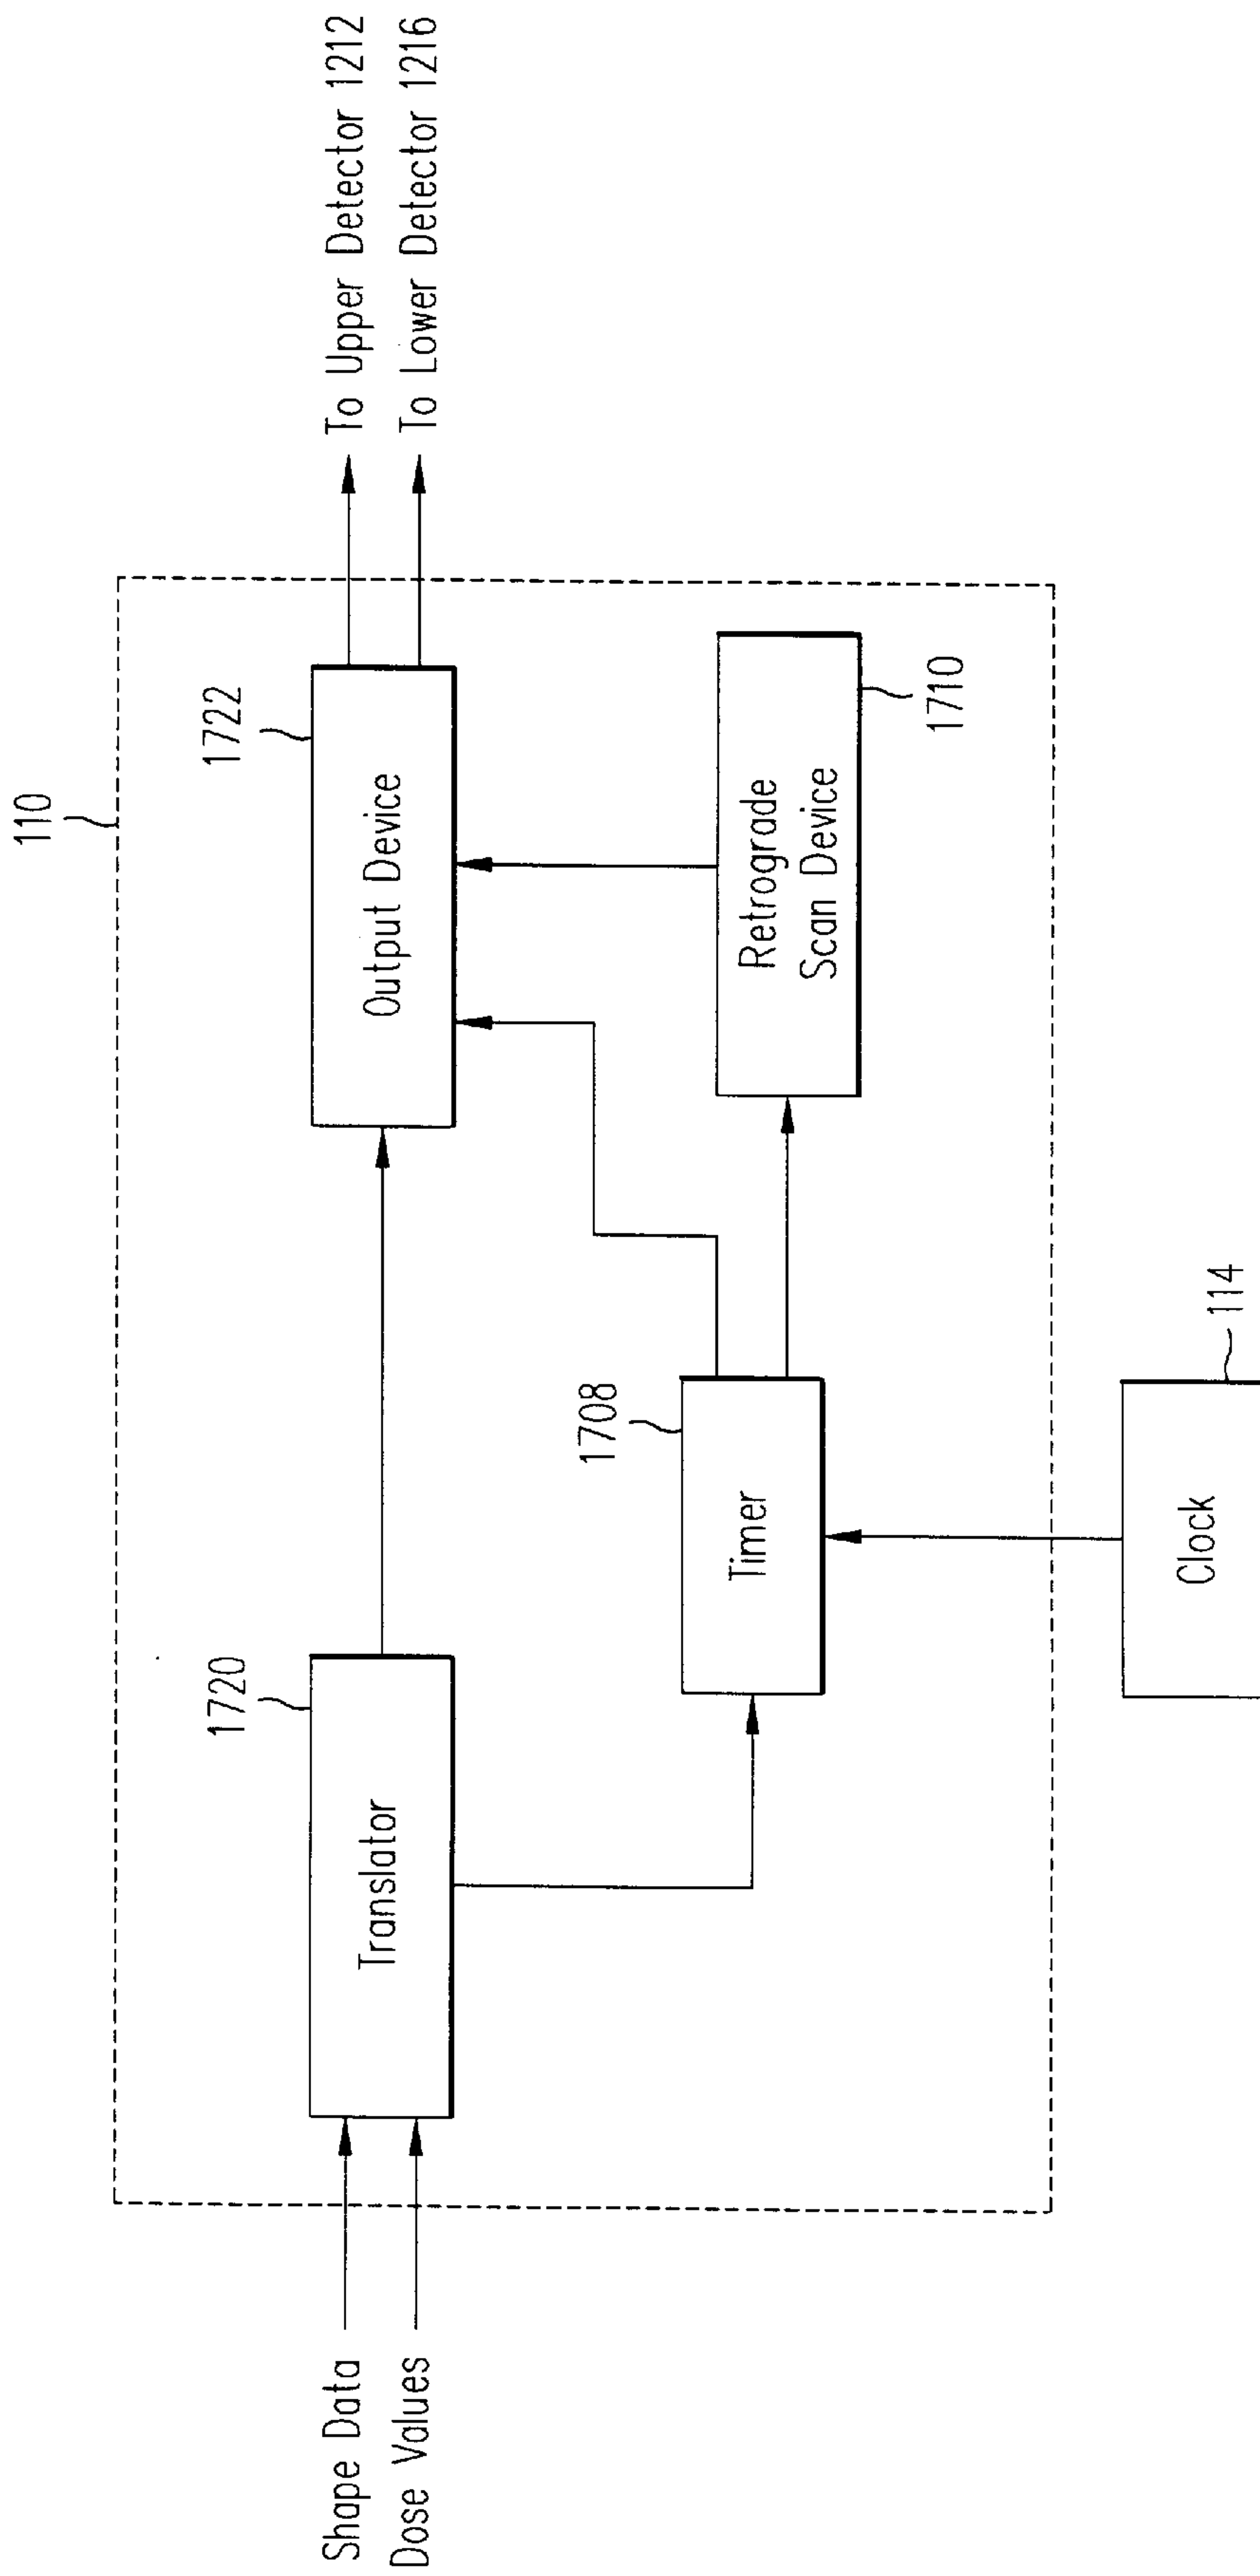 110
1722
Output Device
To Upper Detector 1212
To Lower Detector 1216
1720
Translator
Shape Data
Dose Values
1708
Timer
Retrograde
Scan Device
1710
Clock
114